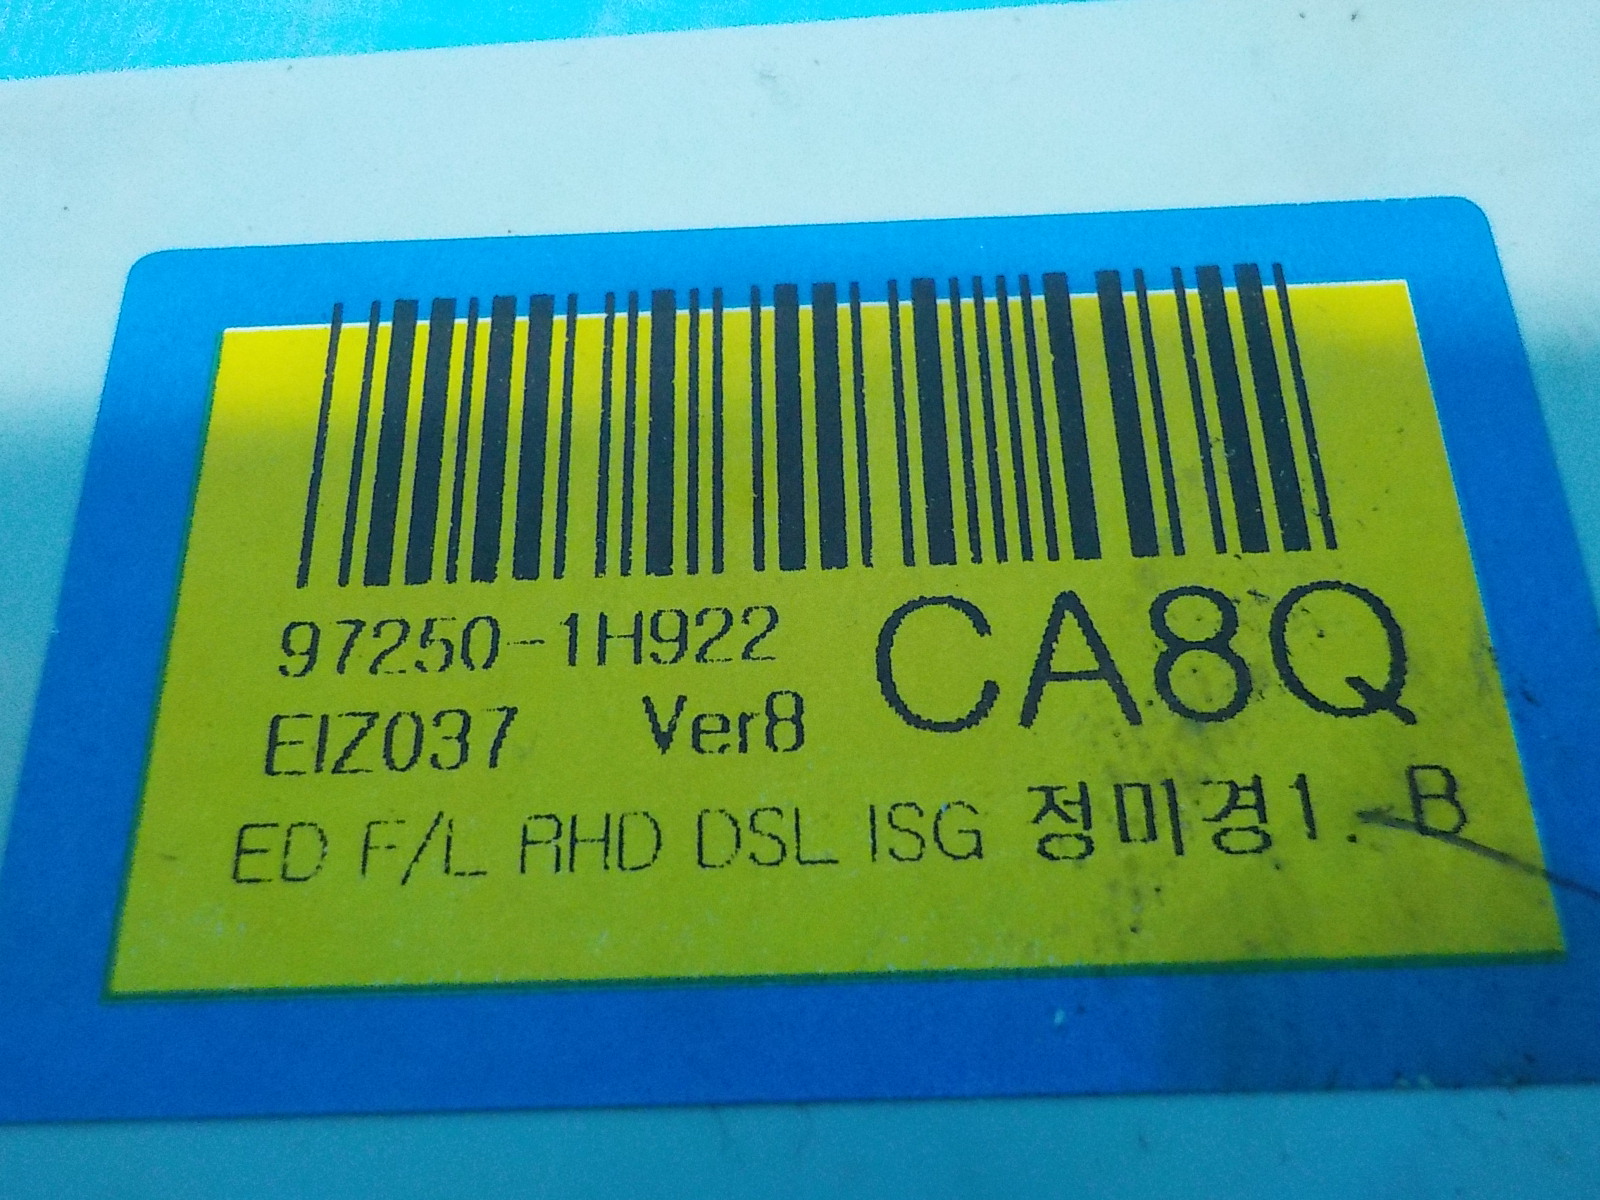 97250-1H922
CA8Q
EIZ037 Ver8
ED F/L RHD DSL ISG 정미경1. B